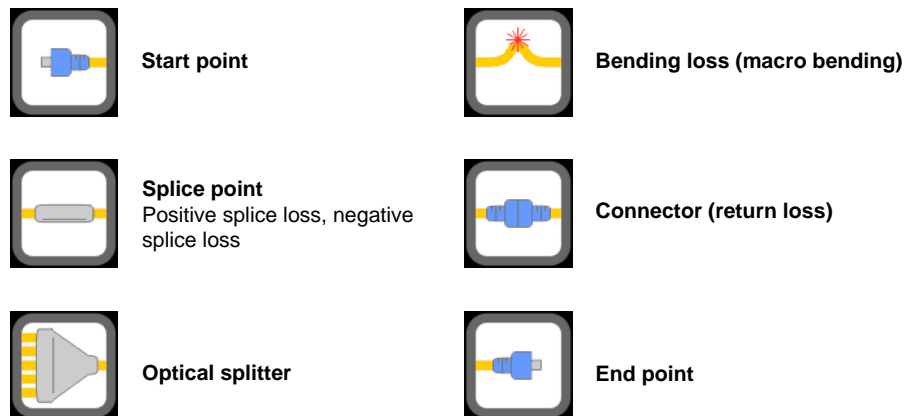 Start point
Bending loss (macro bending)
Splice point
Positive splice loss, negative
splice loss
Connector (return loss)
Optical splitter
End point